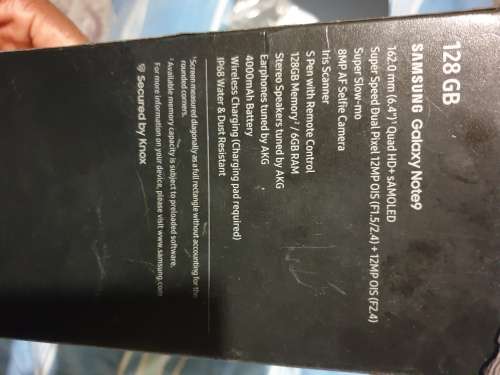 128 GB
SAMSUNG Galaxy Note9
162.0 mm (6.4")¹ Quad HD+ sAMOLED
Super Speed Dual Pixel 12MP OIS (F1.5/2.4) + 12MP OIS (F2.4)
Super Slow-mo
8MP AF Selfie Camera
Iris Scanner
S Pen with Remote Control
128GB Memory² / 6GB RAM
Stereo Speakers tuned by AKG
Earphones tuned by AKG
4000mAh Battery
Wireless Charging (Charging pad required)
IP68 Water & Dust Resistant
¹Screen measured diagonally as a full rectangle without accounting for the
rounded corners.
²Available memory capacity is subject to preloaded software.
For more information on your device, please visit www.samsung.com
Secured by Knox